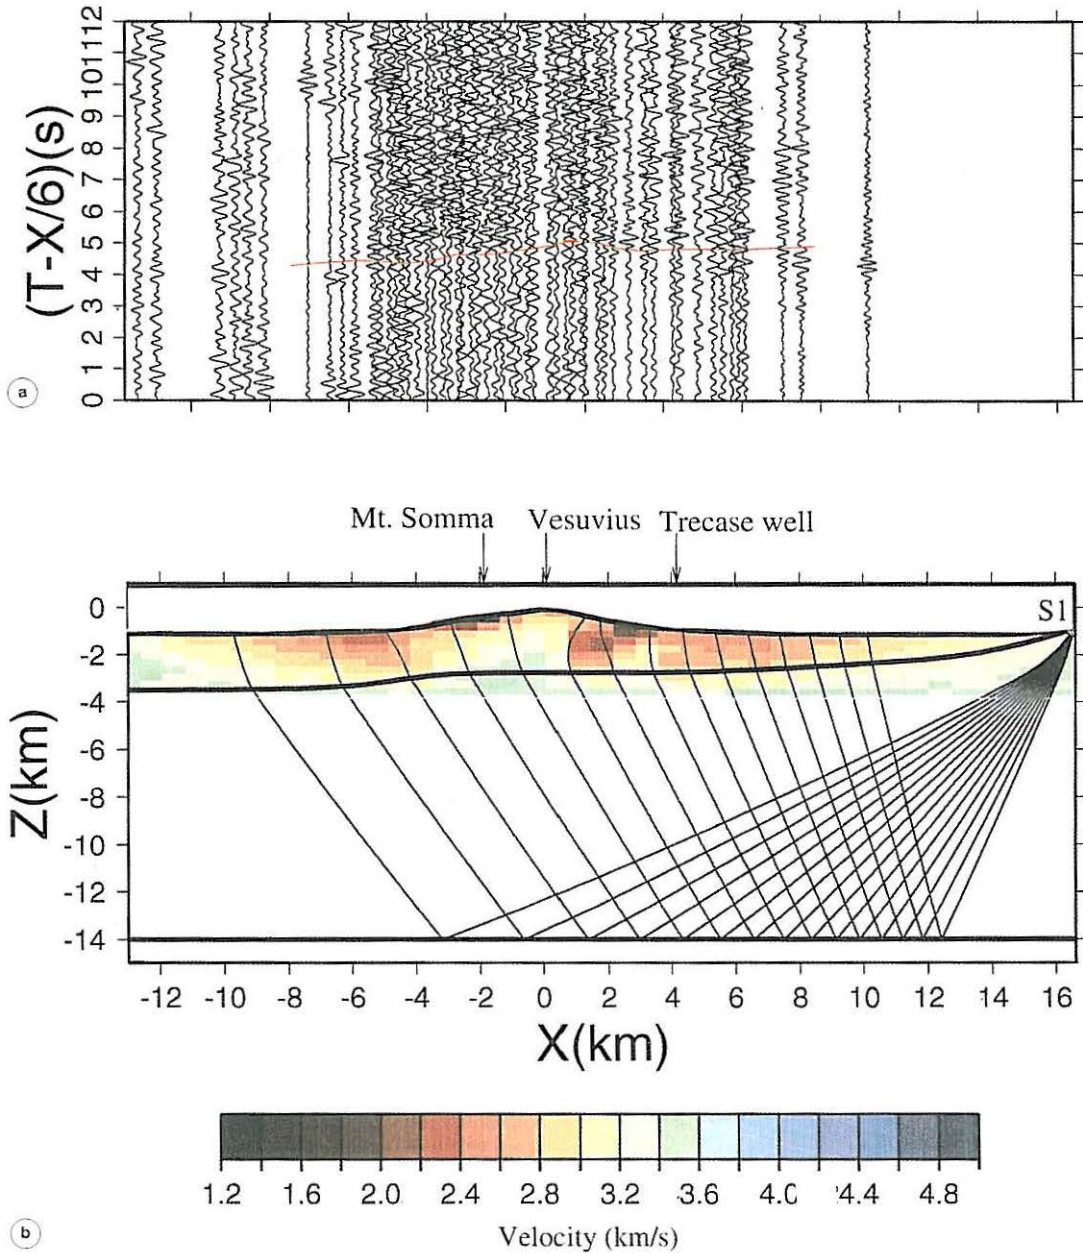 (T-X/6)(s)
12
11
10
9
8
7
6
5
4
3
2
1
0
a
Mt. Somma Vesuvius Trecase well
S1
Z(km)
0
-2
-4
-6
-8
-10
-12
-14
-12 -10 -8 -6 -4 -2 0 2 4 6 8 10 12 14 16
X(km)
1.2 1.6 2.0 2.4 2.8 3.2 3.6 4.0 4.4 4.8
Velocity (km/s)
b